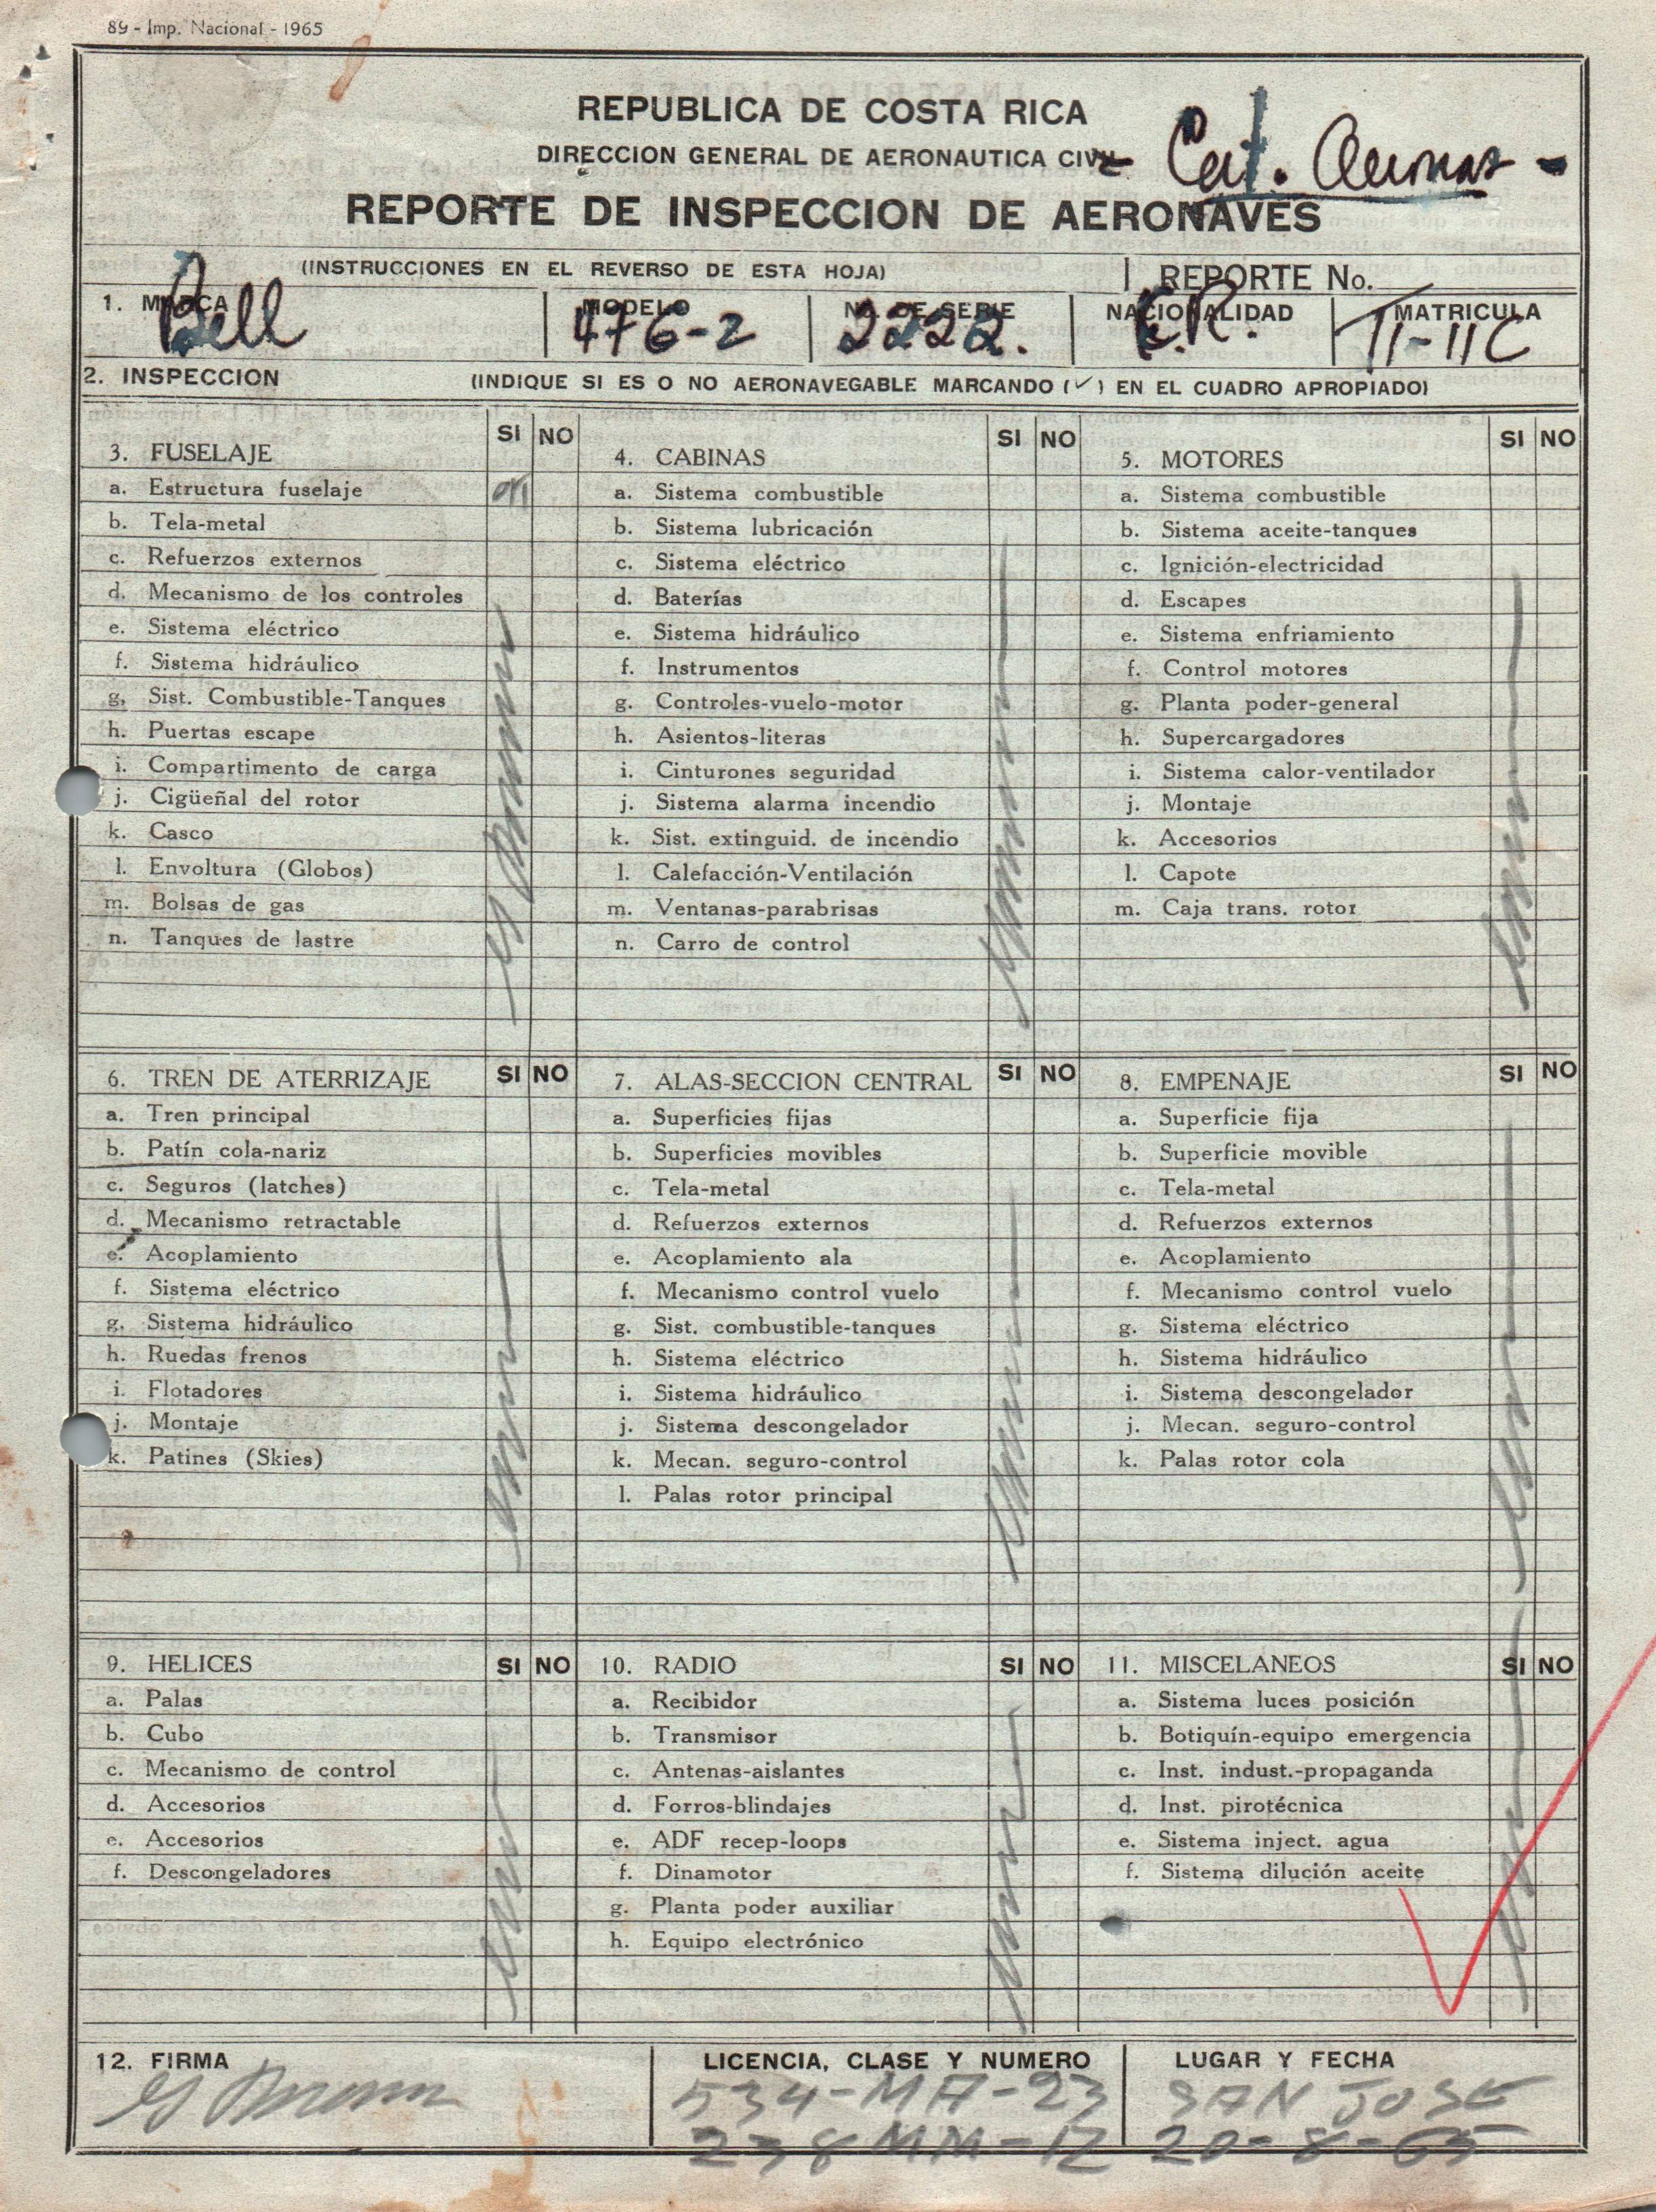 89 - Imp. Nacional - 1965
REPUBLICA DE COSTA RICA
DIRECCION GENERAL DE AERONAUTICA CIVIL
Cat.
REPORTE DE INSPECCION DE AERONAVES
(INSTRUCCIONES EN EL REVERSO DE ESTA HOJA)
REPORTE No.
1. MARCA MODELO No. DE SERIE NACIONALIDAD MATRICULA
Bell 47G-2 2222. C.R. TI-11C
2. INSPECCION (INDIQUE SI ES O NO AERONAVEGABLE MARCANDO (✓) EN EL CUADRO APROPIADO)
3. FUSELAJE SI NO
a. Estructura fuselaje
b. Tela-metal
c. Refuerzos externos
d. Mecanismo de los controles
e. Sistema eléctrico
f. Sistema hidráulico
g. Sist. Combustible-Tanques
h. Puertas escape
i. Compartimento de carga
j. Cigüeñal del rotor
k. Casco
l. Envoltura (Globos)
m. Bolsas de gas
n. Tanques de lastre
4. CABINAS SI NO
a. Sistema combustible
b. Sistema lubricación
c. Sistema eléctrico
d. Baterías
e. Sistema hidráulico
f. Instrumentos
g. Controles-vuelo-motor
h. Asientos-literas
i. Cinturones seguridad
j. Sistema alarma incendio
k. Sist. extinguid. de incendio
l. Calefacción-Ventilación
m. Ventanas-parabrisas
n. Carro de control
5. MOTORES SI NO
a. Sistema combustible
b. Sistema aceite-tanques
c. Ignición-electricidad
d. Escapes
e. Sistema enfriamiento
f. Control motores
g. Planta poder-general
h. Supercargadores
i. Sistema calor-ventilador
j. Montaje
k. Accesorios
l. Capote
m. Caja trans. rotor
6. TREN DE ATERRIZAJE SI NO
a. Tren principal
b. Patín cola-nariz
c. Seguros (latches)
d. Mecanismo retractable
e. Acoplamiento
f. Sistema eléctrico
g. Sistema hidráulico
h. Ruedas frenos
i. Flotadores
j. Montaje
k. Patines (Skies)
7. ALAS-SECCION CENTRAL SI NO
a. Superficies fijas
b. Superficies movibles
c. Tela-metal
d. Refuerzos externos
e. Acoplamiento ala
f. Mecanismo control vuelo
g. Sist. combustible-tanques
h. Sistema eléctrico
i. Sistema hidráulico
j. Sistema descongelador
k. Mecan. seguro-control
l. Palas rotor principal
8. EMPENAJE SI NO
a. Superficie fija
b. Superficie movible
c. Tela-metal
d. Refuerzos externos
e. Acoplamiento
f. Mecanismo control vuelo
g. Sistema eléctrico
h. Sistema hidráulico
i. Sistema descongelador
j. Mecan. seguro-control
k. Palas rotor cola
9. HELICES SI NO
a. Palas
b. Cubo
c. Mecanismo de control
d. Accesorios
e. Accesorios
f. Descongeladores
10. RADIO SI NO
a. Recibidor
b. Transmisor
c. Antenas-aislantes
d. Forros-blindajes
e. ADF recep-loops
f. Dinamotor
g. Planta poder auxiliar
h. Equipo electrónico
11. MISCELANEOS SI NO
a. Sistema luces posición
b. Botiquín-equipo emergencia
c. Inst. indust.-propaganda
d. Inst. pirotécnica
e. Sistema inject. agua
f. Sistema dilución aceite
12. FIRMA LICENCIA, CLASE Y NUMERO LUGAR Y FECHA
534-MA-23 SAN JOSE
238 MM-12 20-8-65